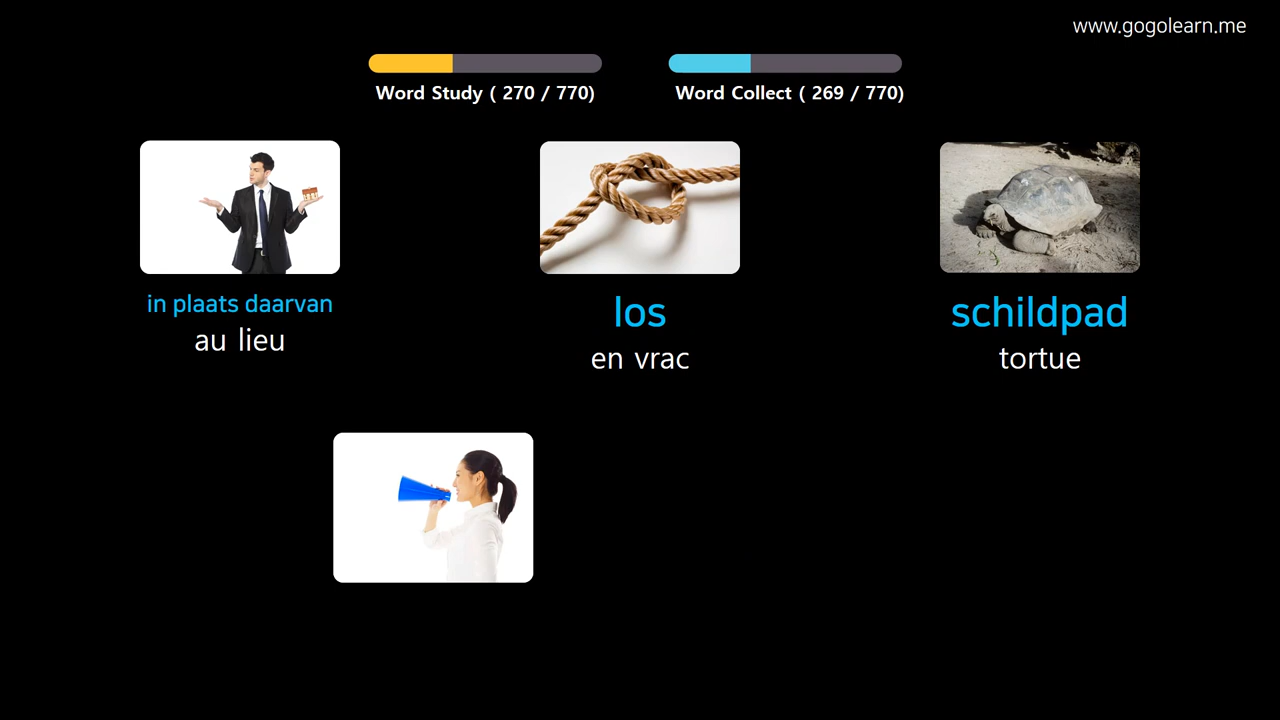 www.gogolearn.me
Word Study ( 270 / 770)
Word Collect ( 269 / 770)
in plaats daarvan
au lieu
los
en vrac
schildpad
tortue